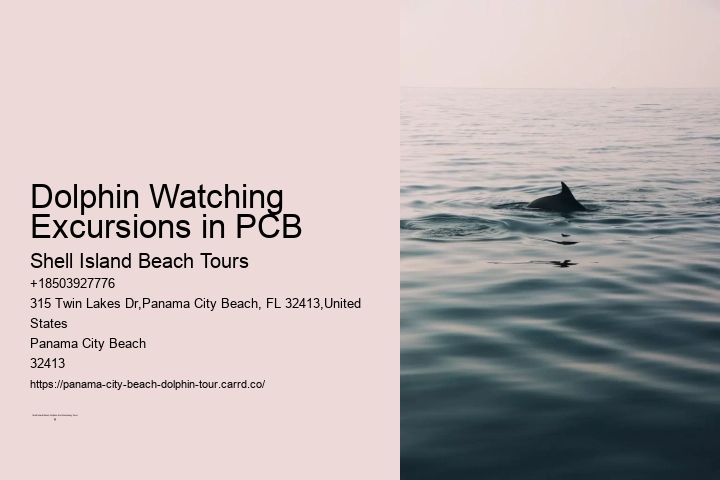 Dolphin Watching
Excursions in PCB
Shell Island Beach Tours
+18503927776
315 Twin Lakes Dr,Panama City Beach, FL 32413,United
States
Panama City Beach
32413
https://panama-city-beach-dolphin-tour.carrd.co/